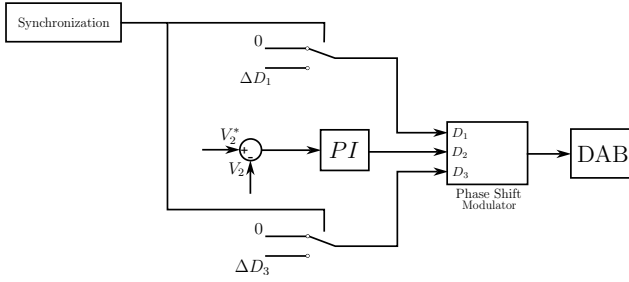 Synchronization
0
ΔD₁
V₂*
+
-
V₂
PI
D₁
D₂
D₃
DAB
Phase Shift
Modulator
0
ΔD₃